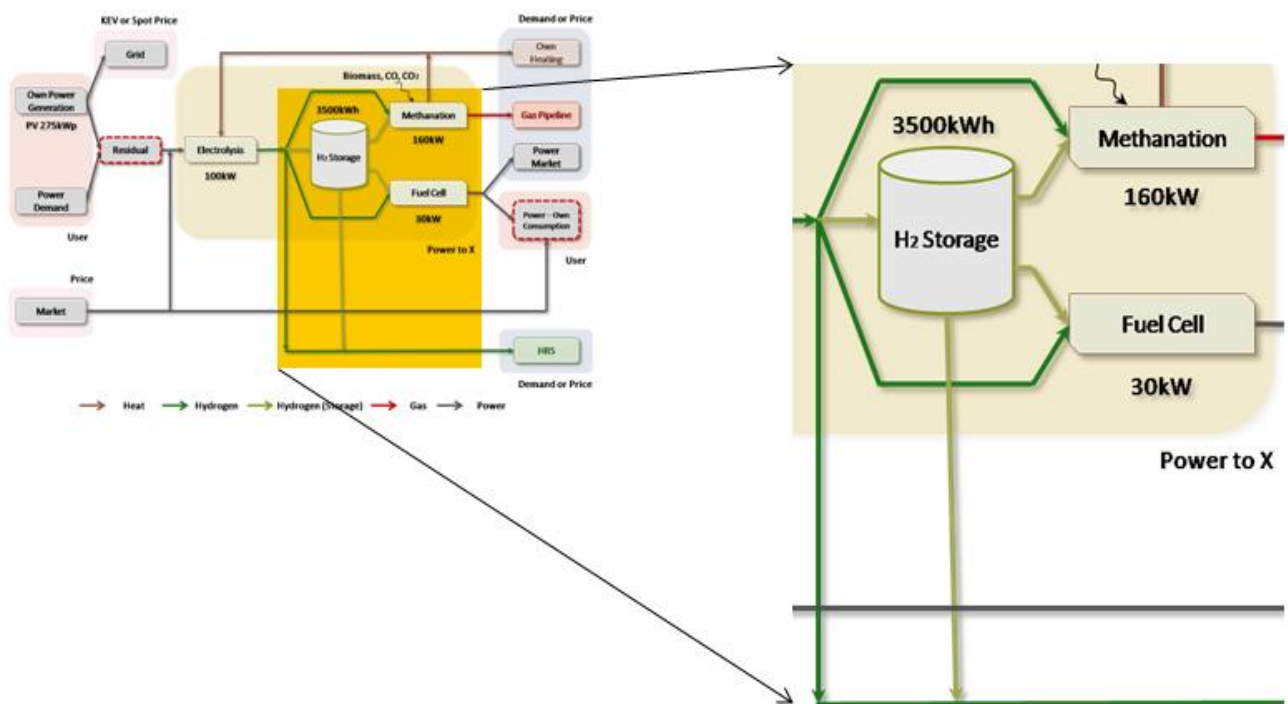 KEV or Spot Price
Grid
Own Power
Generation
PV 275kWp
Residual
Power
Demand
User
Price
Market
Electrolysis
100kW
Biomass, CO, CO₂
3500kWh
H₂ Storage
Methanation
160kW
Fuel Cell
30kW
Power to X
Demand or Price
Own
Heating
Gas Pipeline
Power
Market
Power – Own
Consumption
User
HRS
Demand or Price
Heat
Hydrogen
Hydrogen (Storage)
Gas
Power
3500kWh
H₂ Storage
Methanation
160kW
Fuel Cell
30kW
Power to X